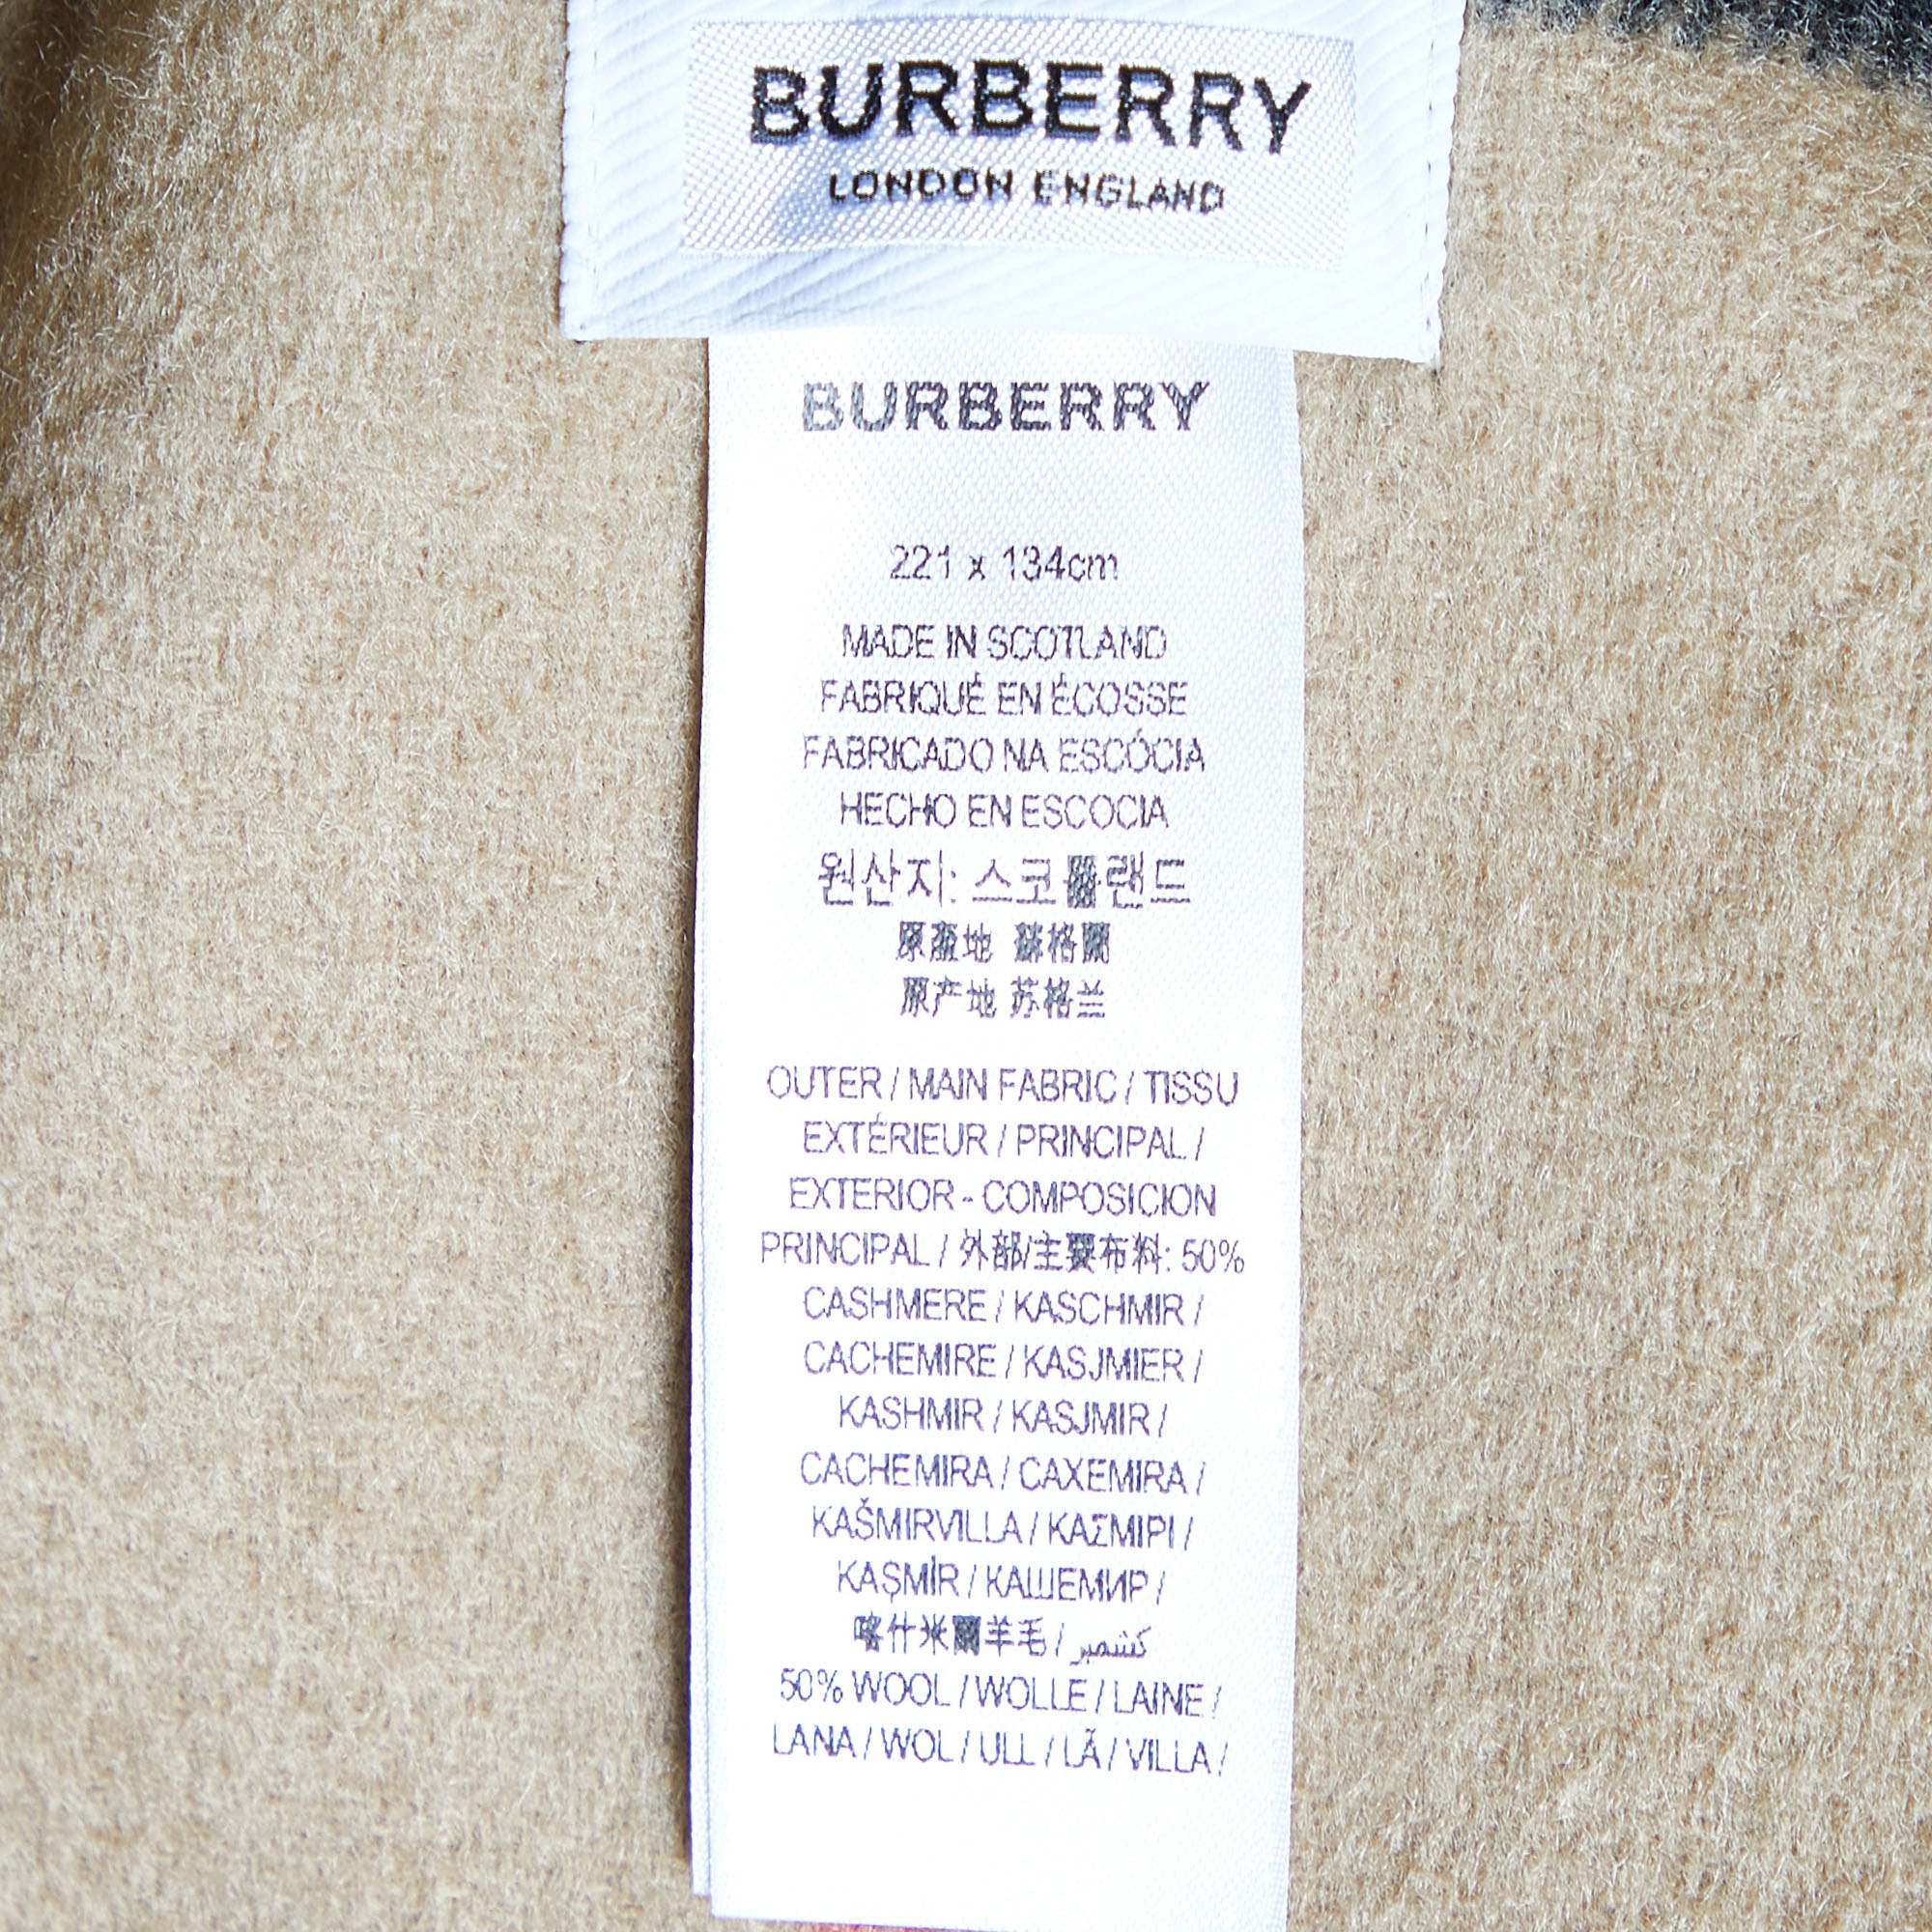 BURBERRY
LONDON ENGLAND
BURBERRY
221 x 134cm
MADE IN SCOTLAND
FABRIQUÉ EN ÉCOSSE
FABRICADO NA ESCÓCIA
HECHO EN ESCOCIA
원산지: 스코틀랜드
原產地 蘇格蘭
原产地 苏格兰
OUTER / MAIN FABRIC / TISSU
EXTÉRIEUR / PRINCIPAL /
EXTERIOR - COMPOSICION
PRINCIPAL / 外部/主要布料: 50%
CASHMERE / KASCHMIR /
CACHEMIRE / KASJMIER /
KASHMIR / KASJMIR /
CACHEMIRA / CAXEMIRA /
KAŠMIRVILLA / ΚΑΣΜΙΡΙ /
KAŞMİR / КАШЕМИР /
喀什米爾羊毛 / كشمير
50% WOOL / WOLLE / LAINE /
LANA / WOL / ULL / LÃ / VILLA /